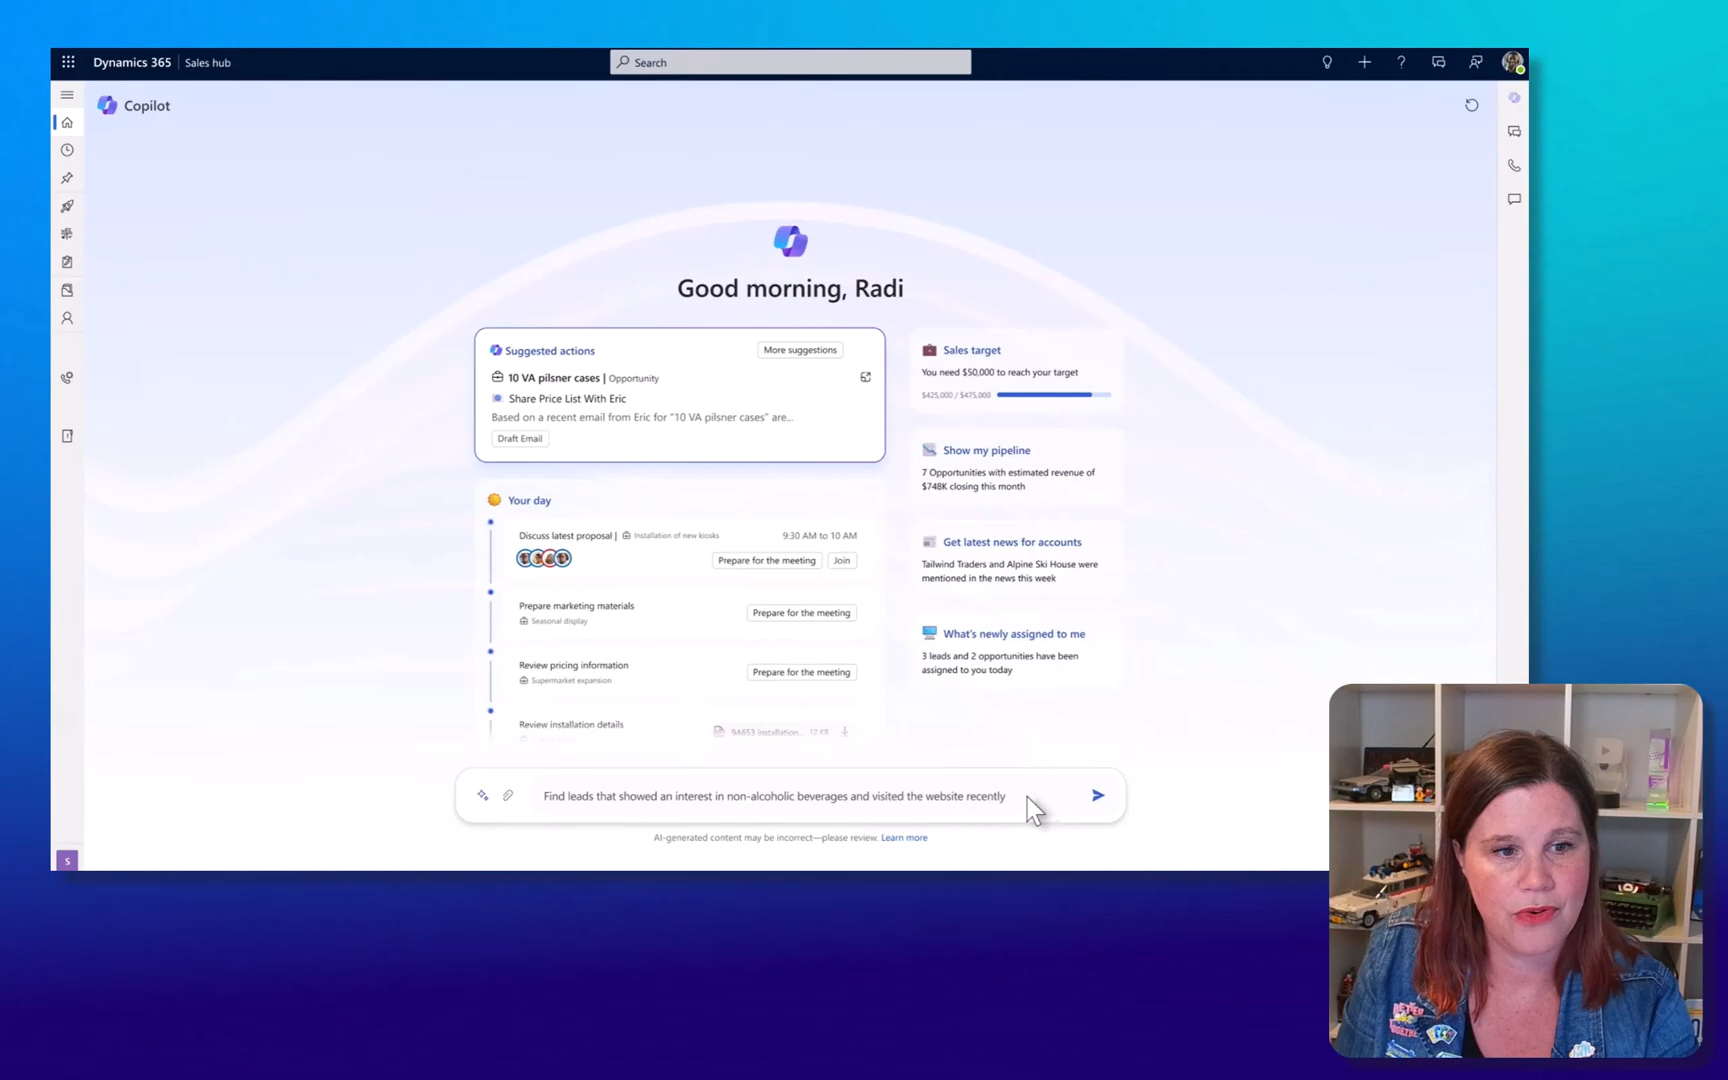 Dynamics 365 Sales hub
Search
Copilot
Good morning, Radi
Suggested actions
More suggestions
10 VA pilsner cases | Opportunity
Share Price List With Eric
Based on a recent email from Eric for "10 VA pilsner cases" are...
Draft Email
Sales target
You need $50,000 to reach your target
$425,000 / $475,000
Show my pipeline
7 Opportunities with estimated revenue of
$748K closing this month
Get latest news for accounts
Tailwind Traders and Alpine Ski House were
mentioned in the news this week
What's newly assigned to me
3 leads and 2 opportunities have been
assigned to you today
Your day
Discuss latest proposal | Installation of new kiosks
9:30 AM to 10 AM
Prepare for the meeting
Join
Prepare marketing materials
Seasonal display
Prepare for the meeting
Review pricing information
Supermarket expansion
Prepare for the meeting
Review installation details
9A653 installation... 12 KB
Find leads that showed an interest in non-alcoholic beverages and visited the website recently
AI-generated content may be incorrect—please review. Learn more
S
BETTER
TOGETHER